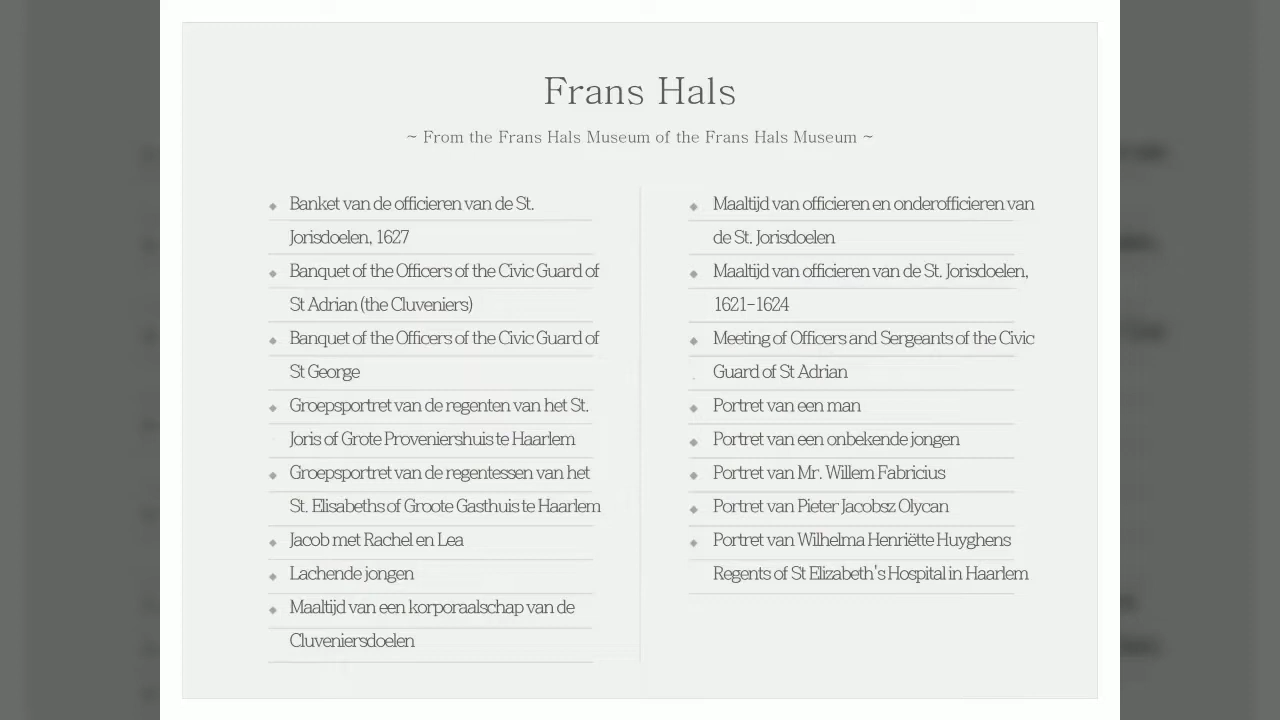 Frans Hals
~ From the Frans Hals Museum of the Frans Hals Museum ~
Banket van de officieren van de St.
Jorisdoelen, 1627
Banquet of the Officers of the Civic Guard of
St Adrian (the Cluveniers)
Banquet of the Officers of the Civic Guard of
St George
Groepsportret van de regenten van het St.
Joris of Grote Proveniershuis te Haarlem
Groepsportret van de regentessen van het
St. Elisabeths of Groote Gasthuis te Haarlem
Jacob met Rachel en Lea
Lachende jongen
Maaltijd van een korporaalschap van de
Cluveniersdoelen
Maaltijd van officieren en onderofficieren van
de St. Jorisdoelen
Maaltijd van officieren van de St. Jorisdoelen,
1621-1624
Meeting of Officers and Sergeants of the Civic
Guard of St Adrian
Portret van een man
Portret van een onbekende jongen
Portret van Mr. Willem Fabricius
Portret van Pieter Jacobsz Olycan
Portret van Wilhelma Henriëtte Huyghens
Regents of St Elizabeth's Hospital in Haarlem